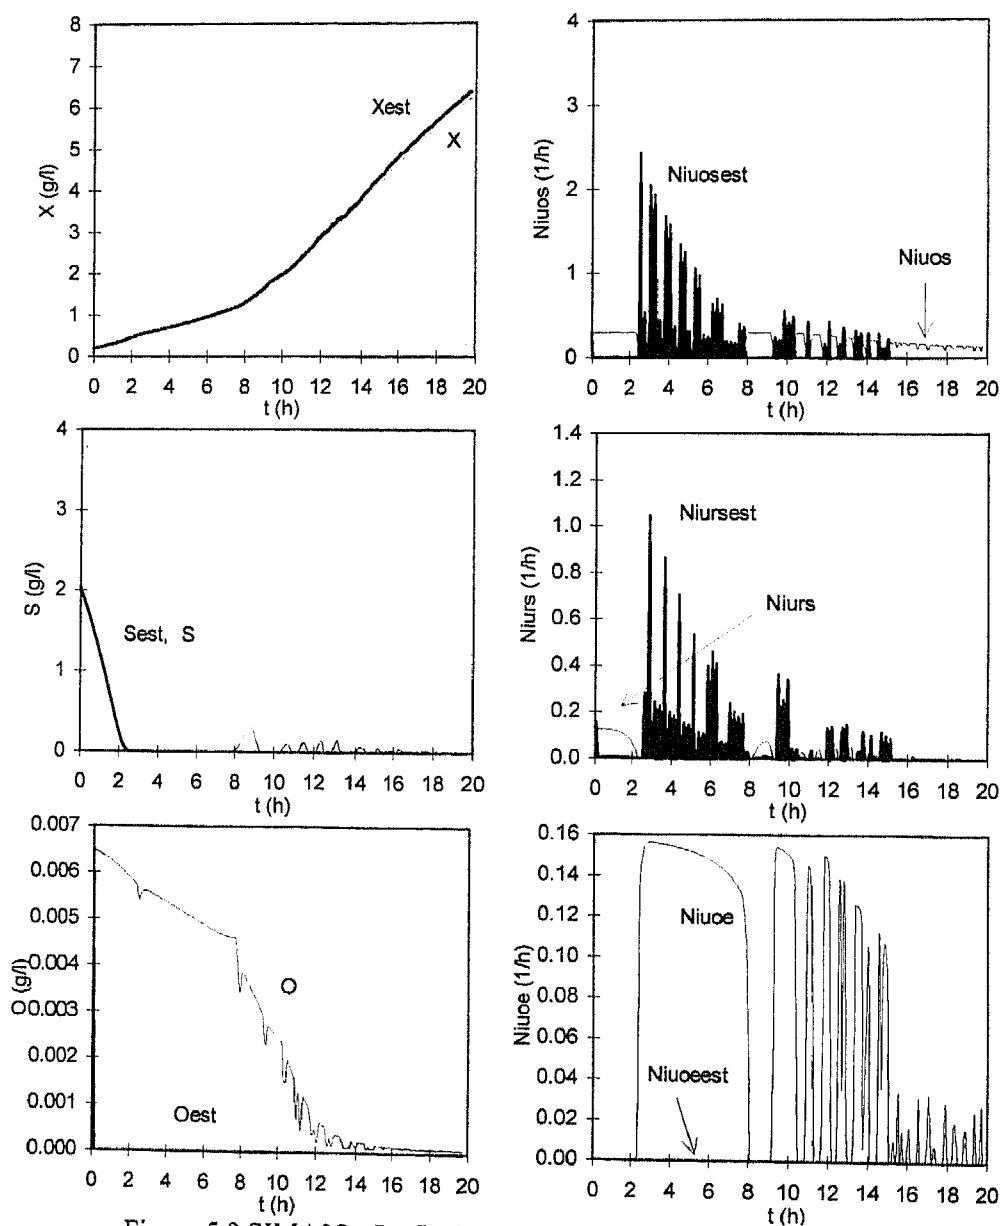 8
7
6
5
4
3
2
1
0
X (g/l)
Xest
X
0 2 4 6 8 10 12 14 16 18 20
t (h)
4
3
2
1
0
Niuos (1/h)
Niuosest
Niuos
0 2 4 6 8 10 12 14 16 18 20
t (h)
4
3
2
1
0
S (g/l)
Sest, S
0 2 4 6 8 10 12 14 16 18 20
t (h)
1.4
1.2
1.0
0.8
0.6
0.4
0.2
0.0
Niurs (1/h)
Niursest
Niurs
0 2 4 6 8 10 12 14 16 18 20
t (h)
0.007
0.006
0.005
0.004
0.003
0.002
0.001
0.000
O (g/l)
O
Oest
0 2 4 6 8 10 12 14 16 18 20
t (h)
0.16
0.14
0.12
0.10
0.08
0.06
0.04
0.02
0.00
Niuoe (1/h)
Niuoe
Niuoeest
0 2 4 6 8 10 12 14 16 18 20
t (h)